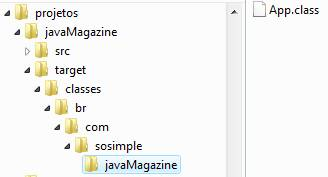 projetos
javaMagazine
src
target
classes
br
com
sosimple
javaMagazine
App.class